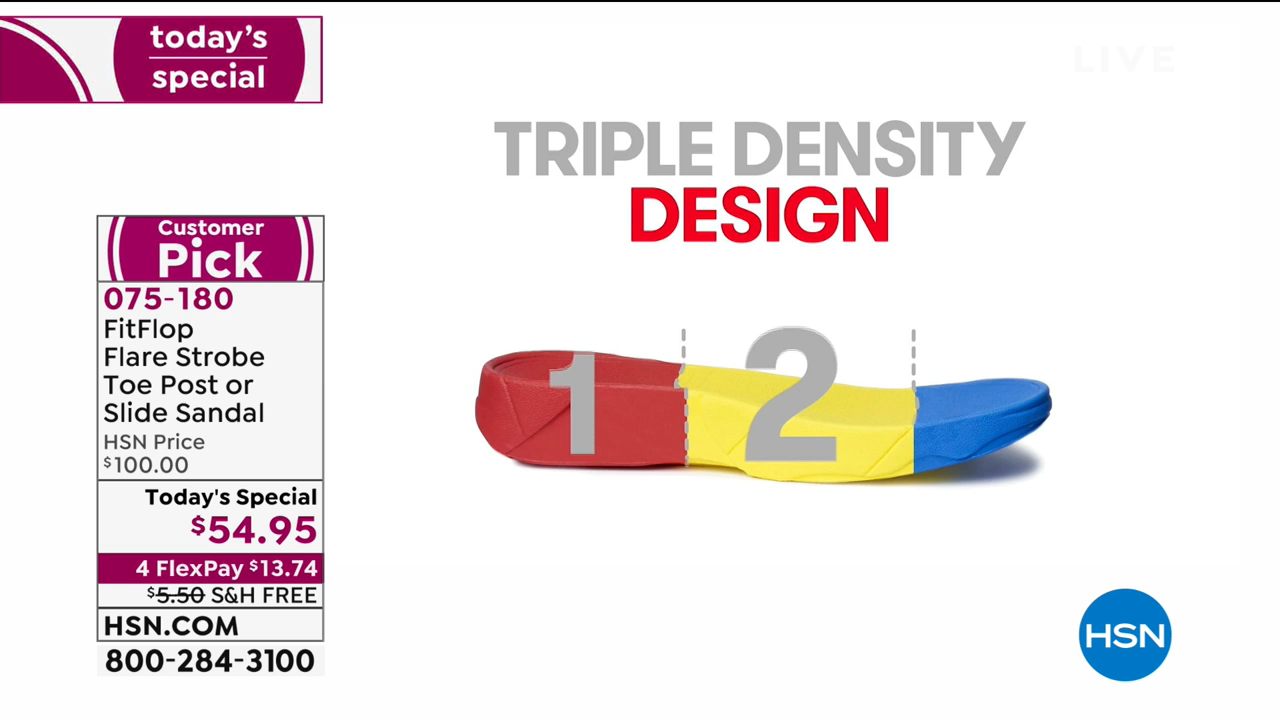 today's
special
LIVE
TRIPLE DENSITY
DESIGN
1 2
Customer
Pick
075-180
FitFlop
Flare Strobe
Toe Post or
Slide Sandal
HSN Price
$100.00
Today's Special
$54.95
4 FlexPay $13.74
$5.50 S&H FREE
HSN.COM
800-284-3100
HSN